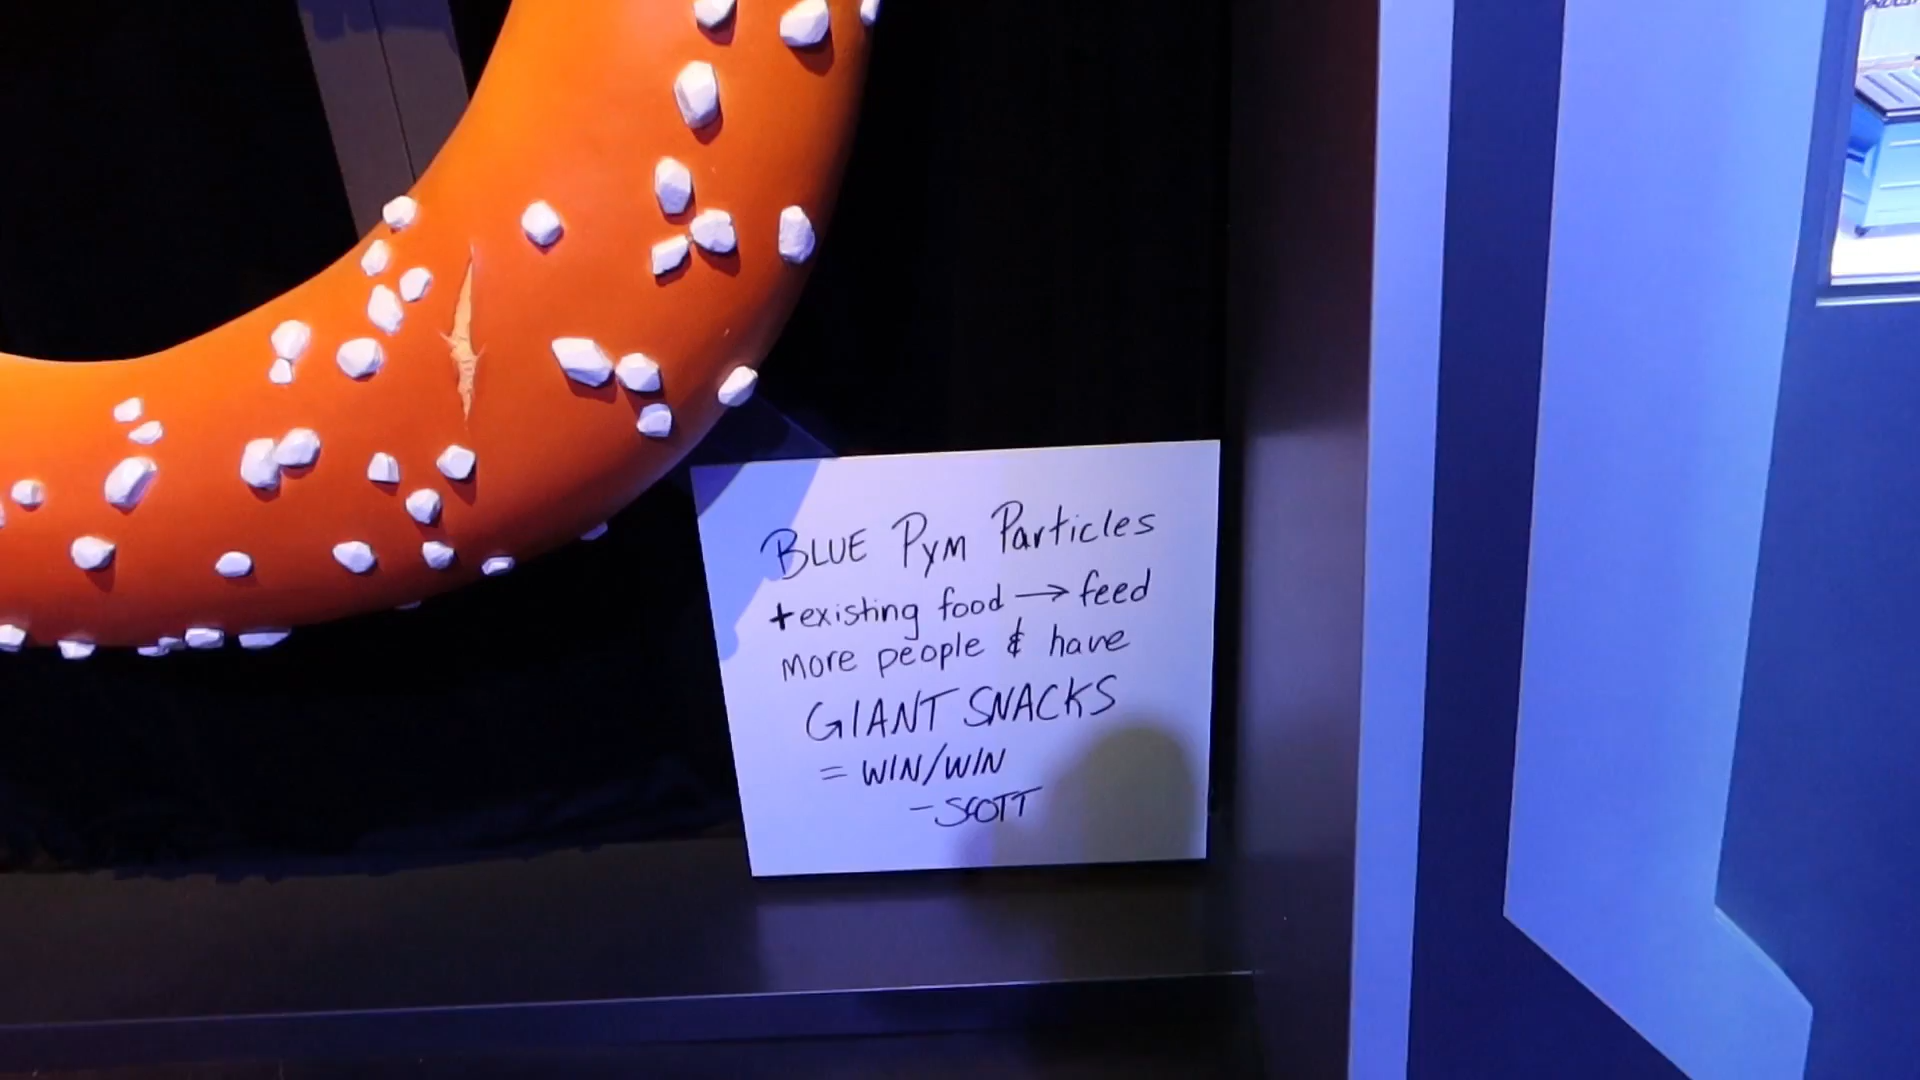 BLUE PYM Particles
+existing food → feed
more people & have
GIANT SNACKS
= WIN/WIN
-SCOTT